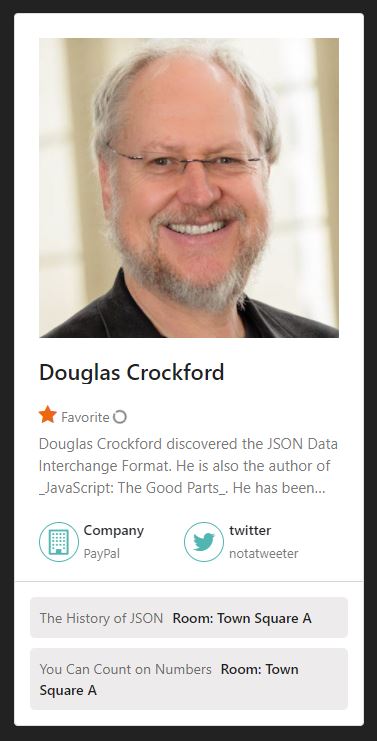 Douglas Crockford
Favorite
Douglas Crockford discovered the JSON Data
Interchange Format. He is also the author of
_JavaScript: The Good Parts_. He has been...
Company
PayPal
twitter
notatweeter
The History of JSON Room: Town Square A
You Can Count on Numbers Room: Town
Square A